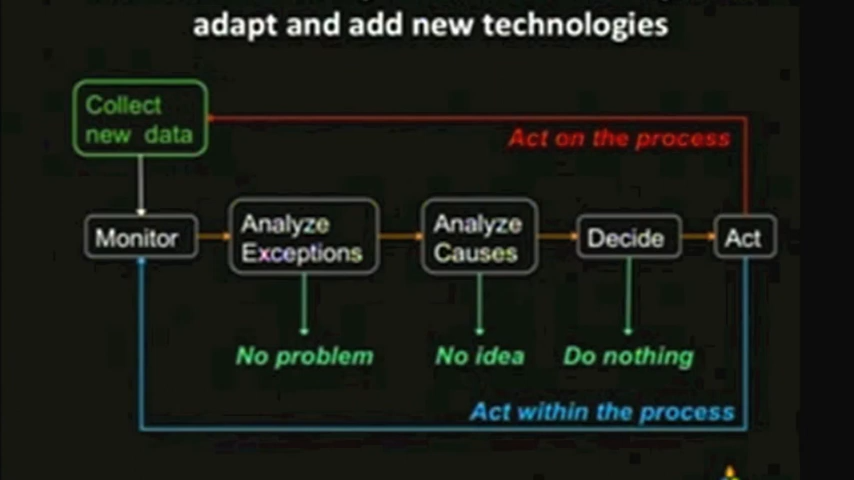 adapt and add new technologies
Collect
new data
Act on the process
Monitor
Analyze
Exceptions
Analyze
Causes
Decide
Act
No problem
No idea
Do nothing
Act within the process